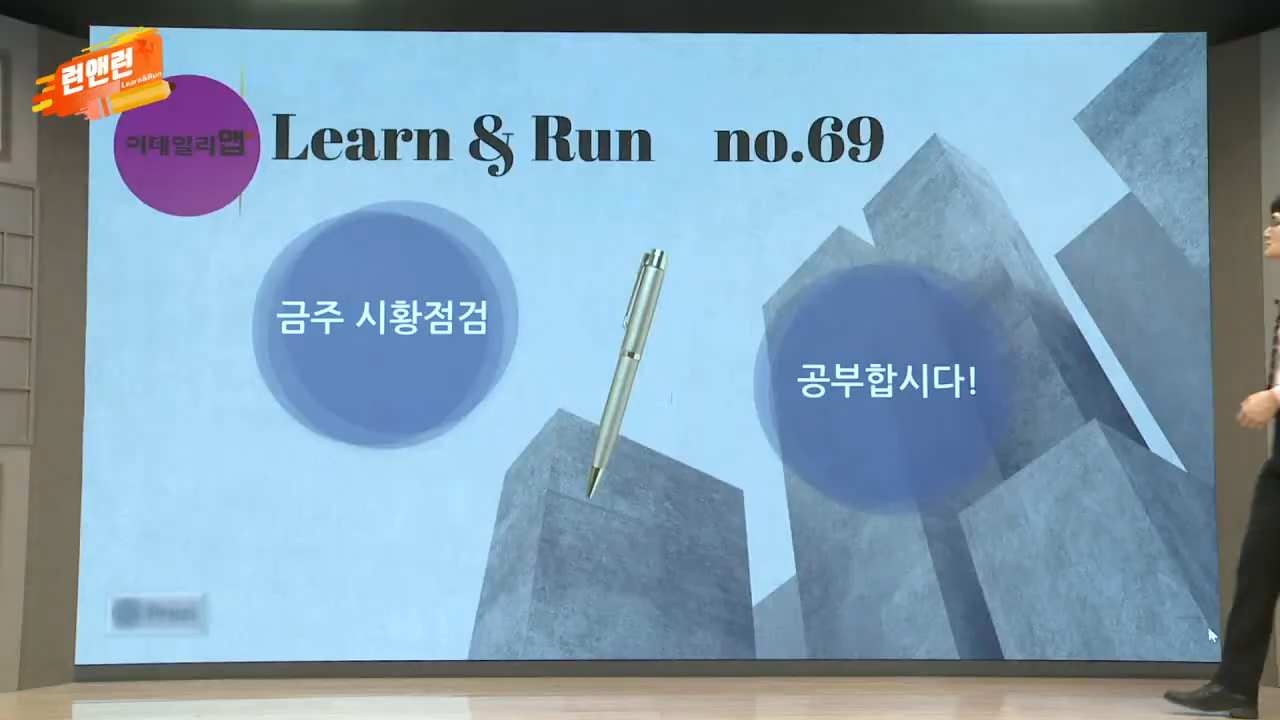 런앤런
Learn&Run
이데일리앱
Learn & Run no.69
금주 시황점검
공부합시다!